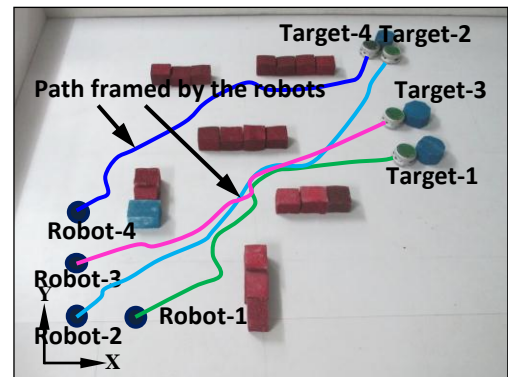 Target-4 Target-2
Path framed by the robots
Target-3
Target-1
Robot-4
Robot-3
Y
Robot-2
Robot-1
X